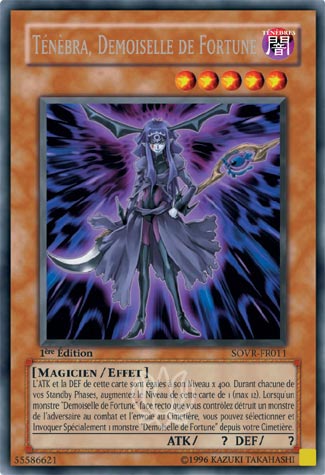 Ténèbra, Demoiselle de Fortune
TÉNÈBRES
闇
1ère Édition
SOVR-FR011
[Magicien / Effet]
L'ATK et la DEF de cette carte sont égales à son Niveau x 400. Durant chacune de
vos Standby Phases, augmentez le Niveau de cette carte de 1 (max 12). Lorsqu'un
monstre "Demoiselle de Fortune" face recto que vous contrôlez détruit un monstre
de l'adversaire au combat et l'envoie au Cimetière, vous pouvez sélectionner et
Invoquer Spécialement 1 monstre "Demoiselle de Fortune" depuis votre Cimetière.
ATK/ ? DEF/ ?
55586621
©1996 KAZUKI TAKAHASHI